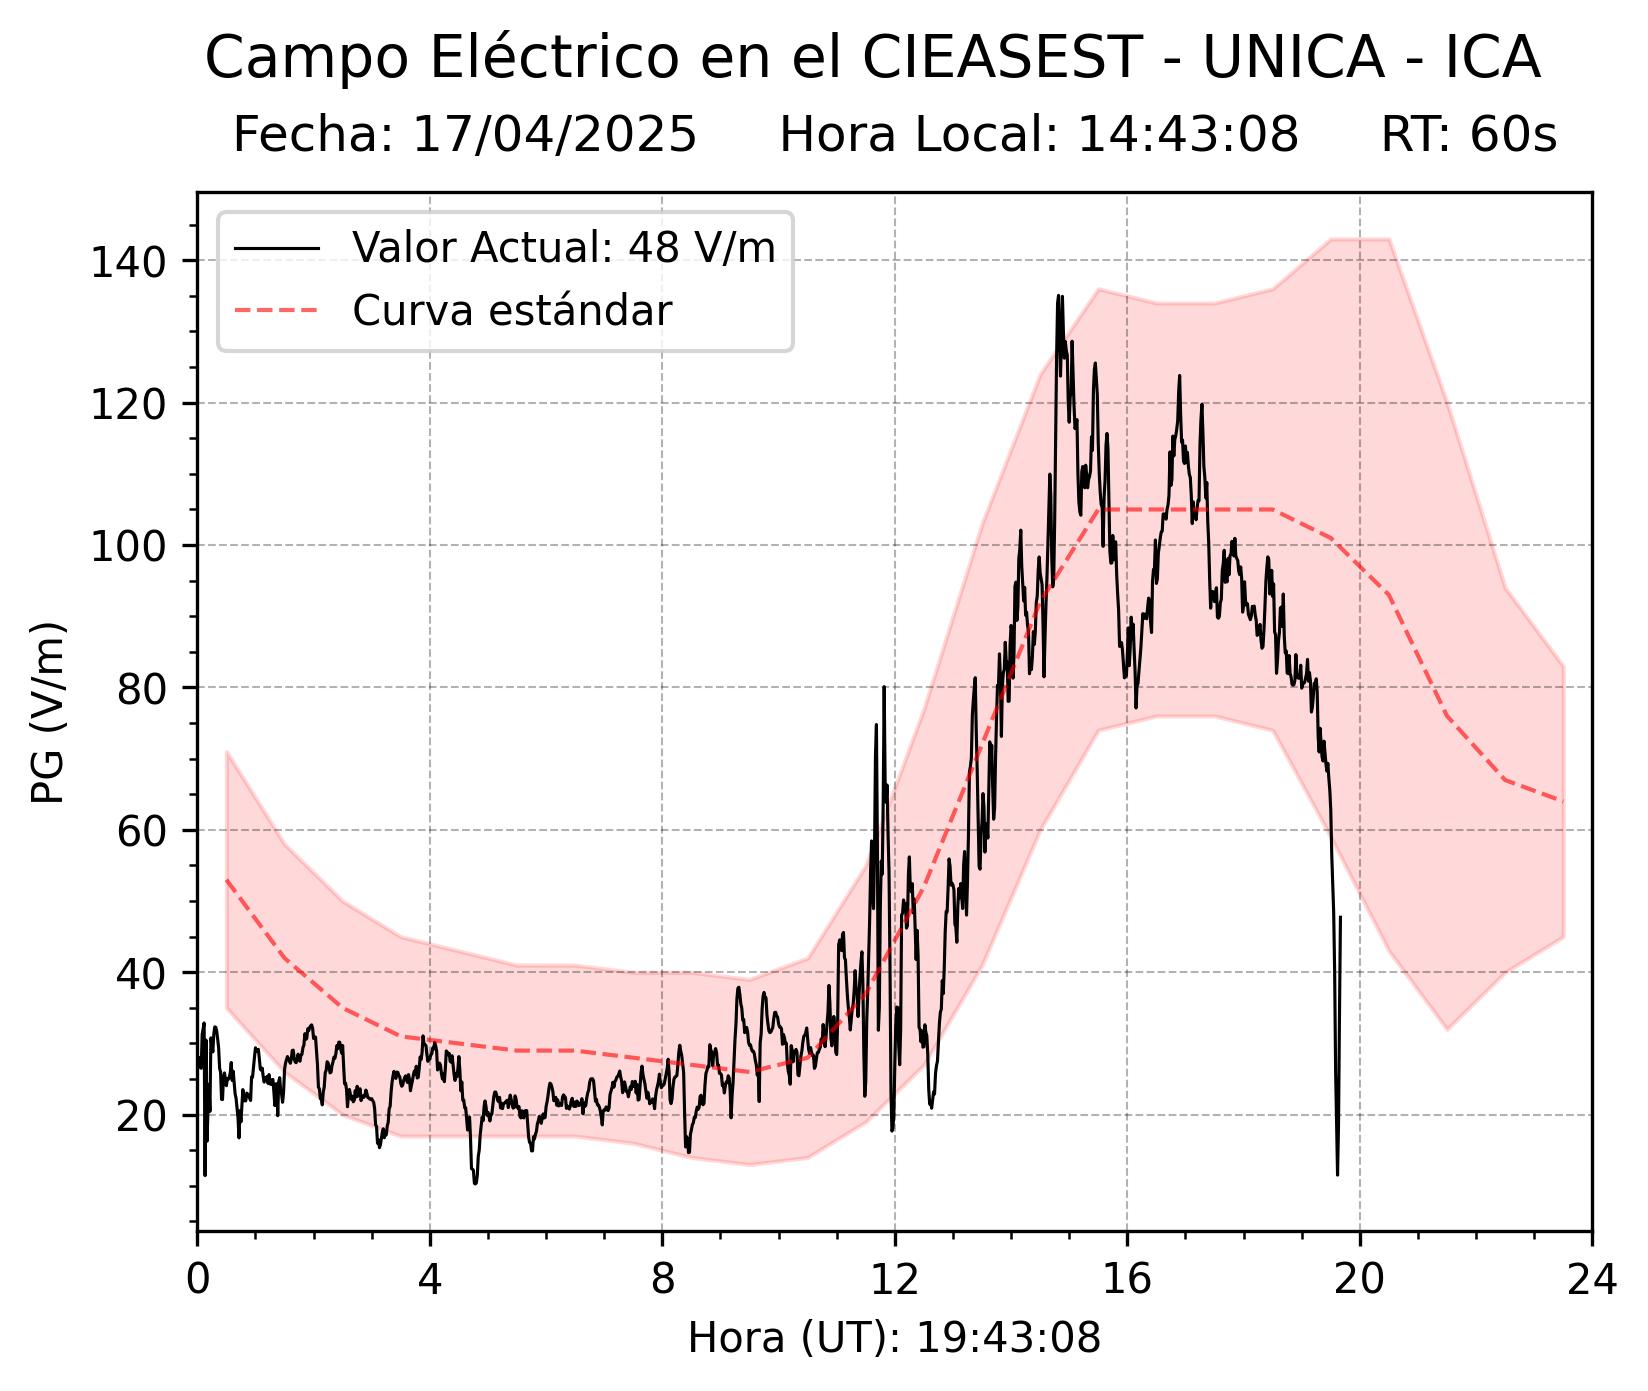 Campo Eléctrico en el CIEASEST - UNICA - ICA
Fecha: 17/04/2025 Hora Local: 14:43:08 RT: 60s
Valor Actual: 48 V/m
Curva estándar
PG (V/m)
140
120
100
80
60
40
20
0 4 8 12 16 20 24
Hora (UT): 19:43:08